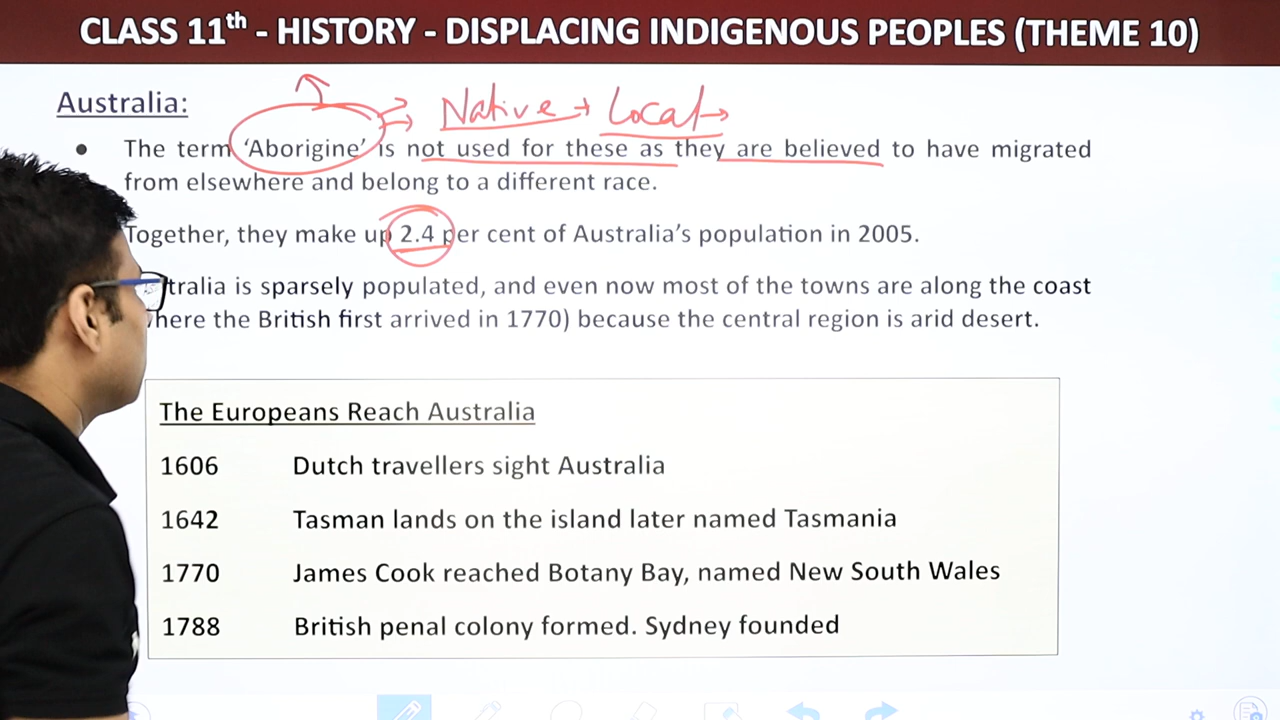 CLASS 11th - HISTORY - DISPLACING INDIGENOUS PEOPLES (THEME 10)
Australia:
Native Local
• The term 'Aborigine' is not used for these as they are believed to have migrated
from elsewhere and belong to a different race.
Together, they make up 2.4 per cent of Australia's population in 2005.
tralia is sparsely populated, and even now most of the towns are along the coast
here the British first arrived in 1770) because the central region is arid desert.
The Europeans Reach Australia
1606 Dutch travellers sight Australia
1642 Tasman lands on the island later named Tasmania
1770 James Cook reached Botany Bay, named New South Wales
1788 British penal colony formed. Sydney founded